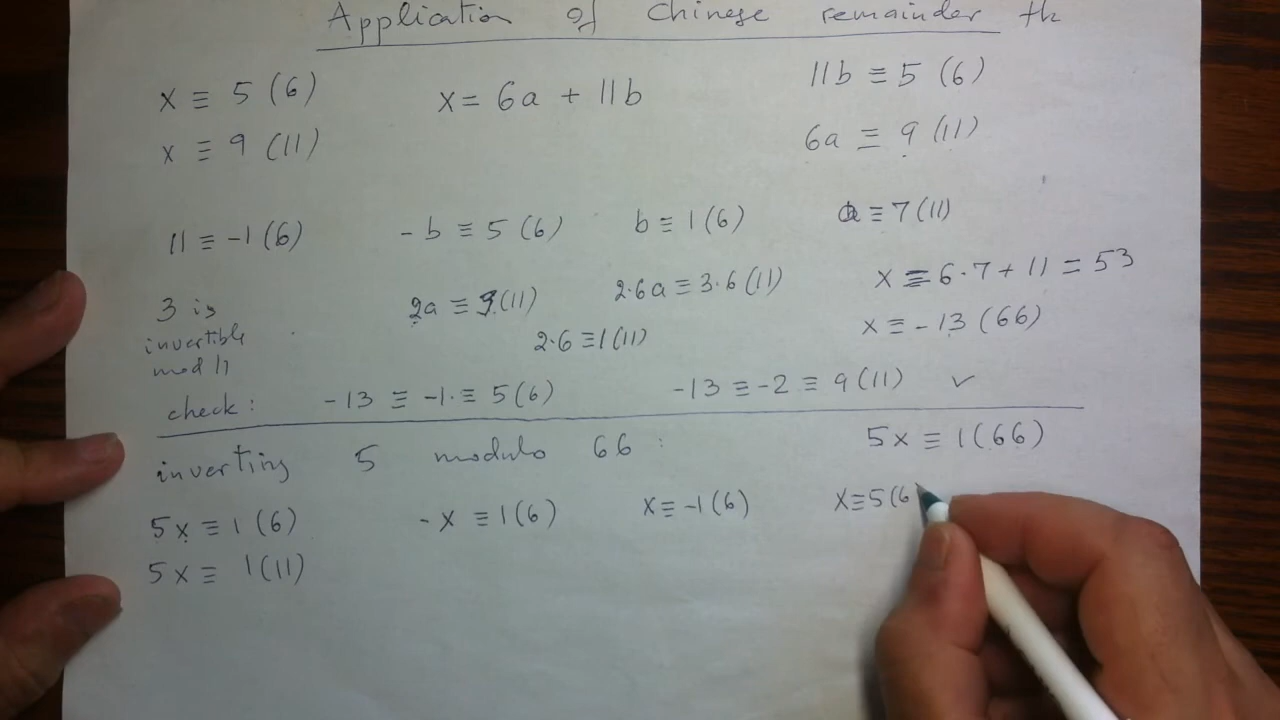 Application of Chinese remainder th
x ≡ 5 (6) x = 6a + 11b 11b ≡ 5 (6)
x ≡ 9 (11) 6a ≡ 9 (11)
11 ≡ -1 (6) - b ≡ 5 (6) b ≡ 1 (6) a ≡ 7 (11)
3 is 2a ≡ 3 (11) 2·6a ≡ 3·6 (11) x ≡ 6·7 + 11 = 53
invertible 2·6 ≡ 1 (11) x ≡ -13 (66)
mod 11
check: -13 ≡ -1 ≡ 5 (6) -13 ≡ -2 ≡ 9 (11) ✓
inverting 5 modulo 66 : 5x ≡ 1 (66)
5x ≡ 1 (6) - x ≡ 1 (6) x ≡ -1 (6) x ≡ 5 (6
5x ≡ 1 (11)